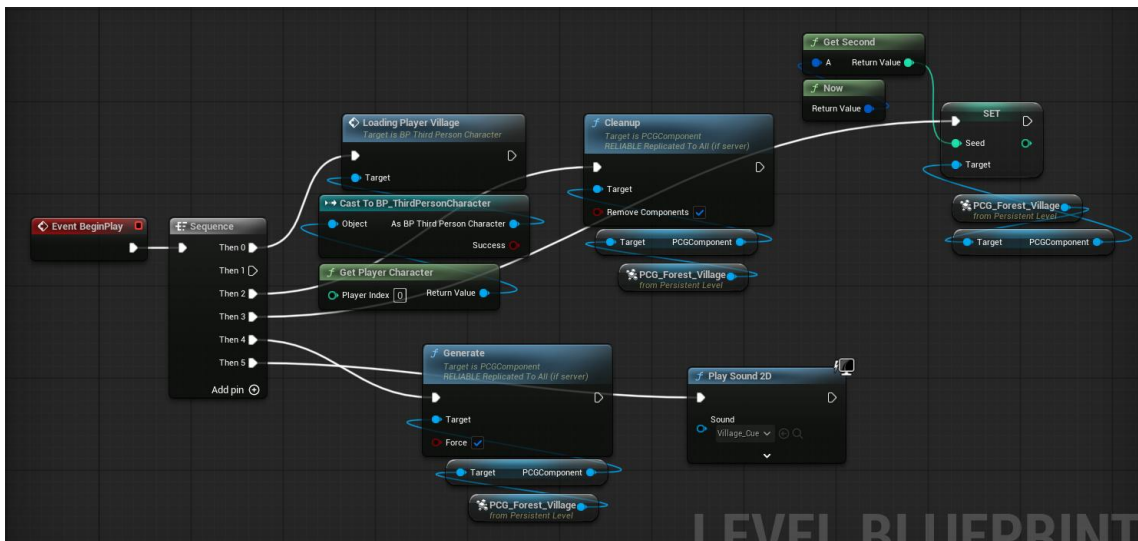 Event BeginPlay
Sequence
Then 0
Then 1
Then 2
Then 3
Then 4
Then 5
Add pin
Loading Player Village
Target is BP Third Person Character
Target
Cast To BP_ThirdPersonCharacter
Object As BP Third Person Character
Success
f Get Player Character
Player Index 0 Return Value
f Cleanup
Target is PCGComponent
RELIABLE Replicated To All (if server)
Target
Remove Components
Target PCGComponent
PCG_Forest_Village
from Persistent Level
f Get Second
A Return Value
f Now
Return Value
SET
Seed
Target
PCG_Forest_Village
from Persistent Level
Target PCGComponent
f Generate
Target is PCGComponent
RELIABLE Replicated To All (if server)
Target
Force
Target PCGComponent
PCG_Forest_Village
from Persistent Level
f Play Sound 2D
Sound
Village_Cue
LEVEL BLUEPRINT